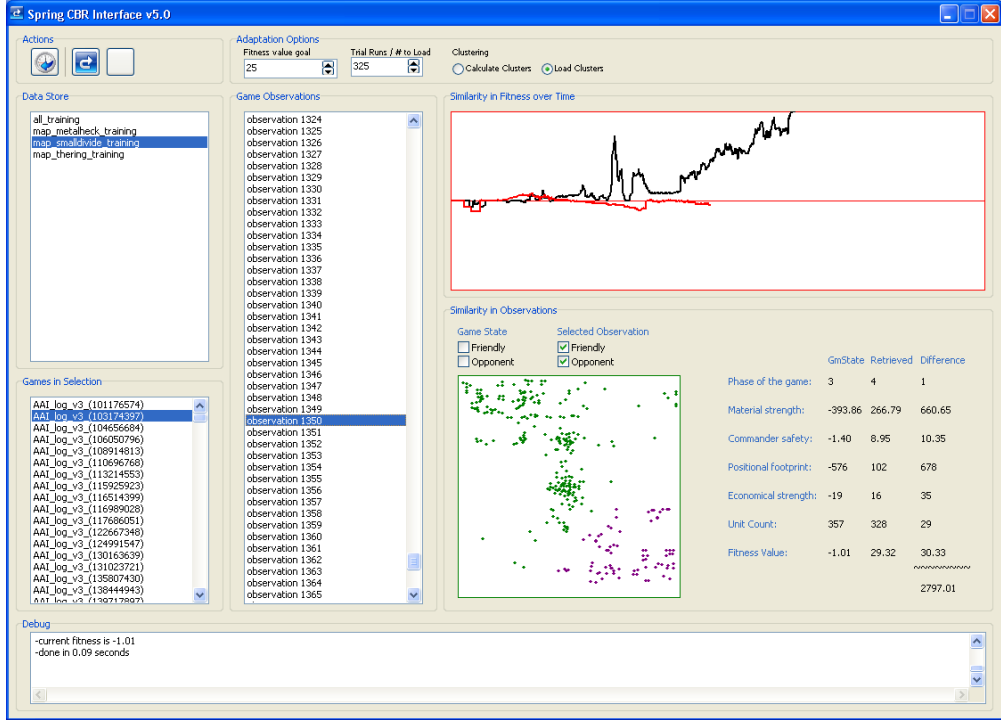 Spring CBR Interface v5.0
Actions
Adaptation Options
Fitness value goal
Trial Runs / # to Load
Clustering
25
325
Calculate Clusters
Load Clusters
Data Store
all_training
map_metalheck_training
map_smalldivide_training
map_thering_training
Games in Selection
AAI_log_v3_(101176574)
AAI_log_v3_(103174397)
AAI_log_v3_(104656684)
AAI_log_v3_(106050796)
AAI_log_v3_(108914813)
AAI_log_v3_(110696768)
AAI_log_v3_(113214553)
AAI_log_v3_(115925923)
AAI_log_v3_(116514399)
AAI_log_v3_(116989028)
AAI_log_v3_(117686051)
AAI_log_v3_(122667348)
AAI_log_v3_(124991547)
AAI_log_v3_(130163639)
AAI_log_v3_(131023721)
AAI_log_v3_(135807430)
AAI_log_v3_(138444943)
AAI_log_v3_(139717897)
Game Observations
observation 1324
observation 1325
observation 1326
observation 1327
observation 1328
observation 1329
observation 1330
observation 1331
observation 1332
observation 1333
observation 1334
observation 1335
observation 1336
observation 1337
observation 1338
observation 1339
observation 1340
observation 1341
observation 1342
observation 1343
observation 1344
observation 1345
observation 1346
observation 1347
observation 1348
observation 1349
observation 1350
observation 1351
observation 1352
observation 1353
observation 1354
observation 1355
observation 1356
observation 1357
observation 1358
observation 1359
observation 1360
observation 1361
observation 1362
observation 1363
observation 1364
observation 1365
Similarity in Fitness over Time
Similarity in Observations
Game State
Friendly
Opponent
Selected Observation
Friendly
Opponent
GmState Retrieved Difference
Phase of the game: 3 4 1
Material strength: -393.86 266.79 660.65
Commander safety: -1.40 8.95 10.35
Positional footprint: -576 102 678
Economical strength: -19 16 35
Unit Count: 357 328 29
Fitness Value: -1.01 29.32 30.33
~~~~~~~~~~
2797.01
Debug
-current fitness is -1.01
-done in 0.09 seconds